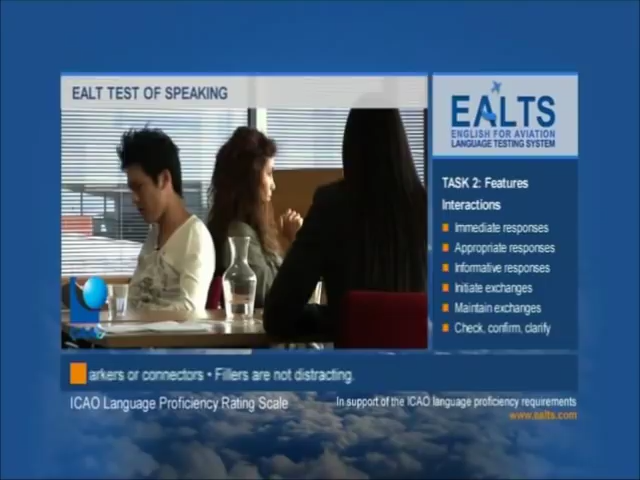 EALT TEST OF SPEAKING
EALTS
ENGLISH FOR AVIATION
LANGUAGE TESTING SYSTEM
TASK 2: Features
Interactions
Immediate responses
Appropriate responses
Informative responses
Initiate exchanges
Maintain exchanges
Check, confirm, clarify
arkers or connectors • Fillers are not distracting.
ICAO Language Proficiency Rating Scale
In support of the ICAO language proficiency requirements
www.ealts.com